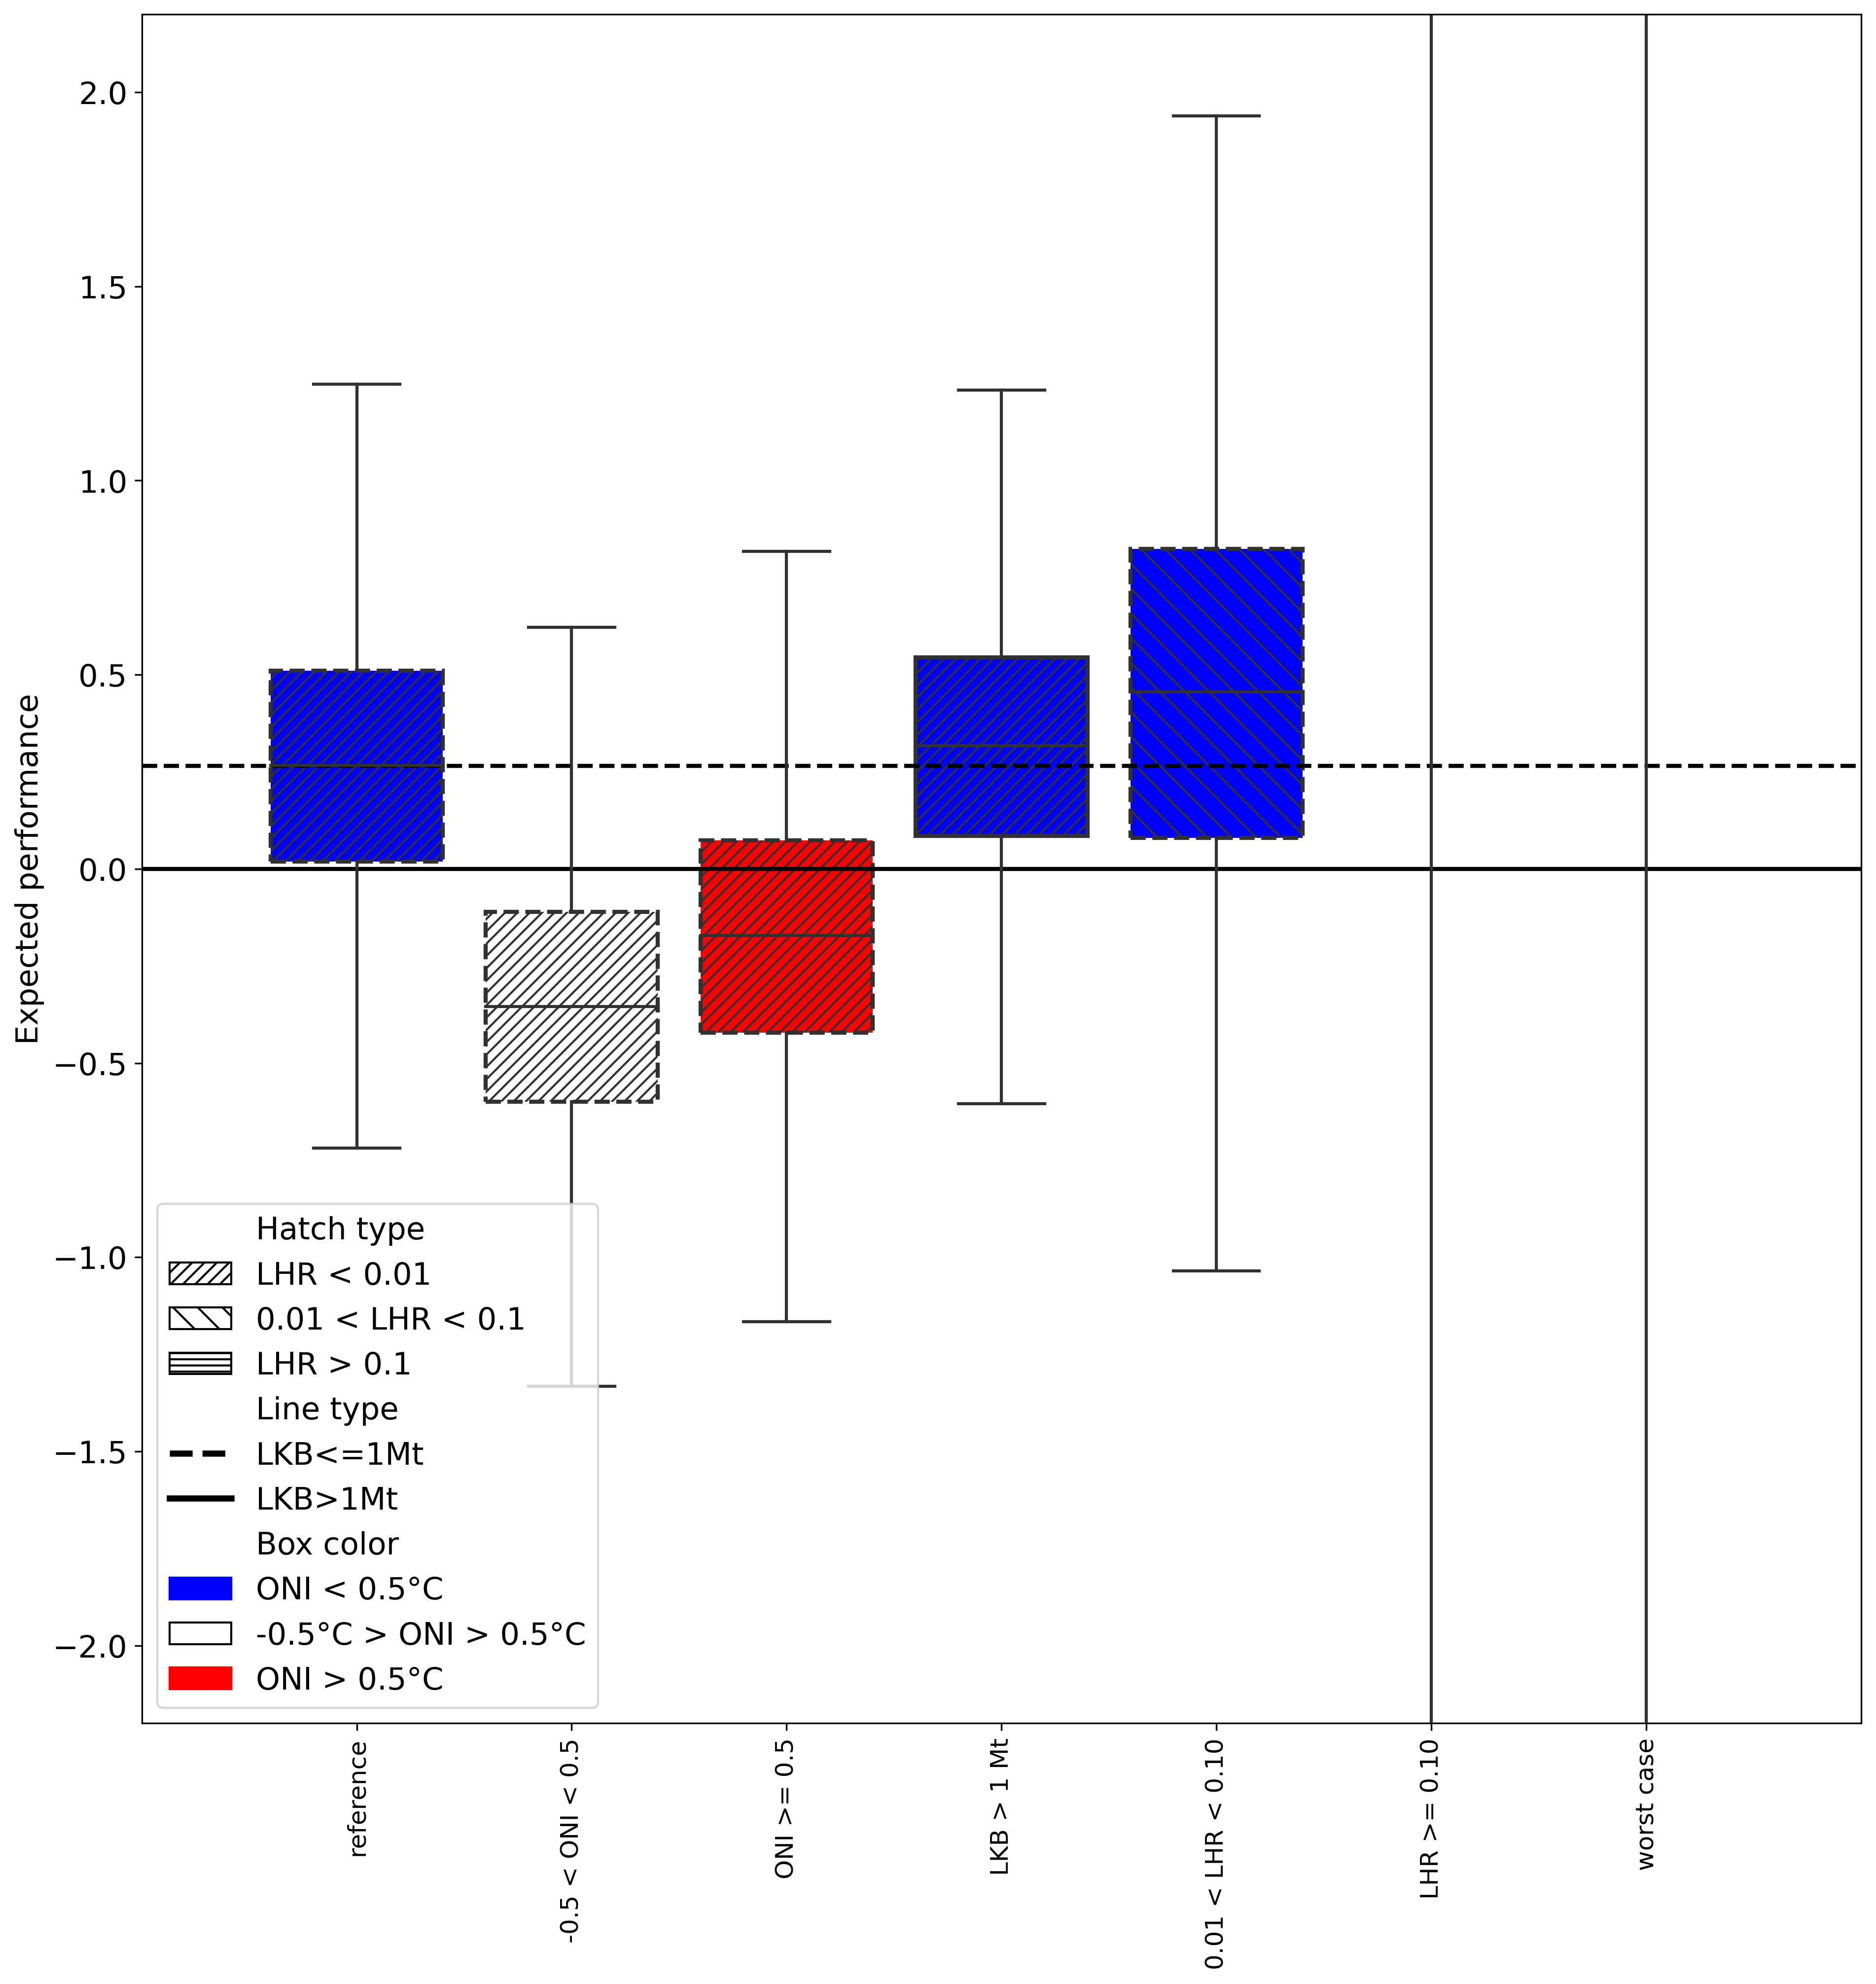 Expected performance
2.0
1.5
1.0
0.5
0.0
−0.5
−1.0
−1.5
−2.0
Hatch type
LHR < 0.01
0.01 < LHR < 0.1
LHR > 0.1
Line type
LKB<=1Mt
LKB>1Mt
Box color
ONI < 0.5°C
-0.5°C > ONI > 0.5°C
ONI > 0.5°C
reference
-0.5 < ONI < 0.5
ONI >= 0.5
LKB > 1 Mt
0.01 < LHR < 0.10
LHR >= 0.10
worst case